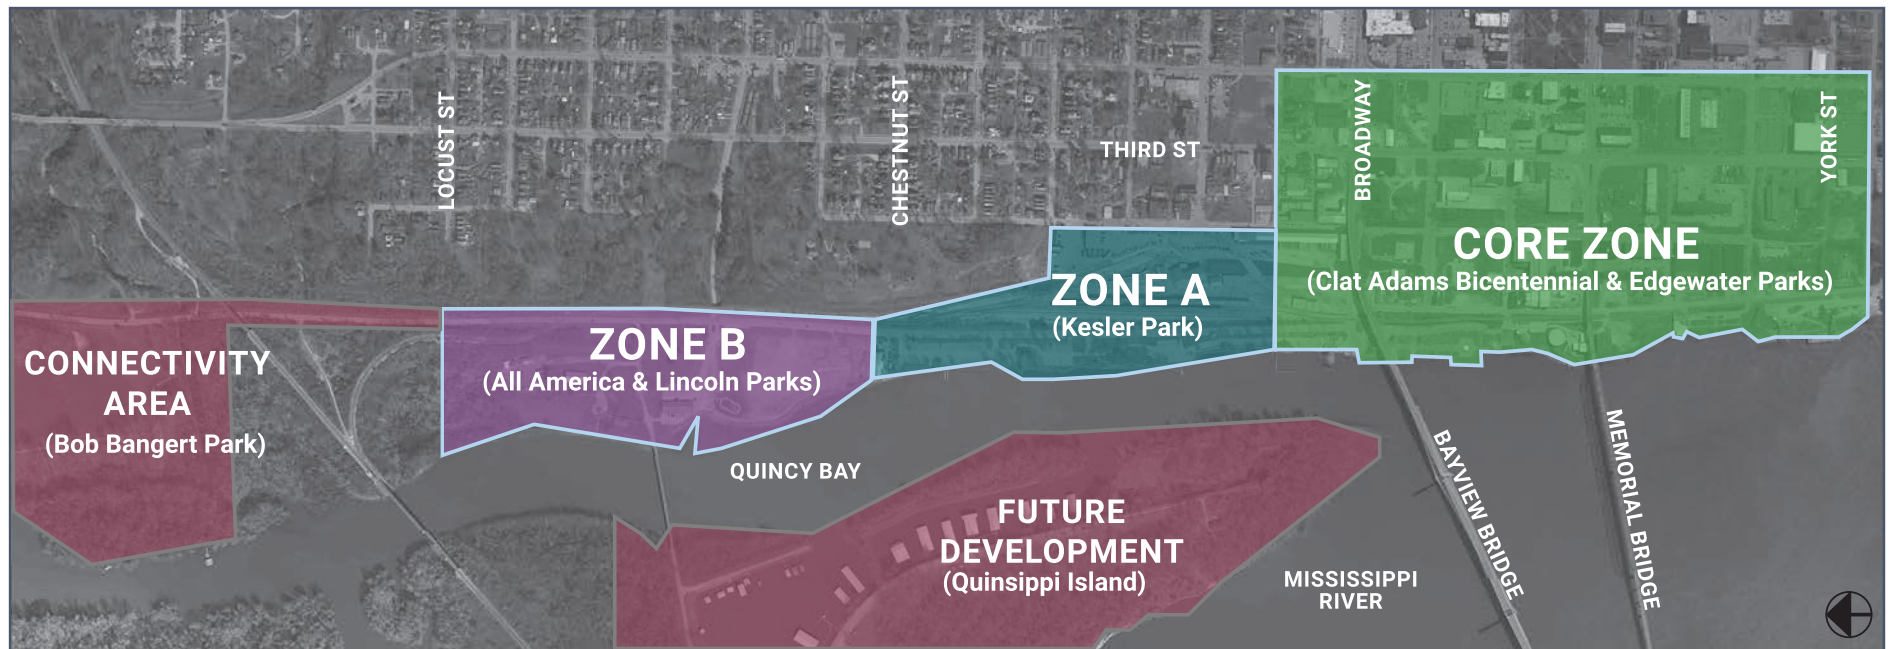 LOCUST ST
CHESTNUT ST
THIRD ST
BROADWAY
YORK ST
CORE ZONE
(Clat Adams Bicentennial & Edgewater Parks)
ZONE A
(Kesler Park)
ZONE B
(All America & Lincoln Parks)
CONNECTIVITY
AREA
(Bob Bangert Park)
QUINCY BAY
FUTURE
DEVELOPMENT
(Quinsippi Island)
MISSISSIPPI
RIVER
BAYVIEW BRIDGE
MEMORIAL BRIDGE